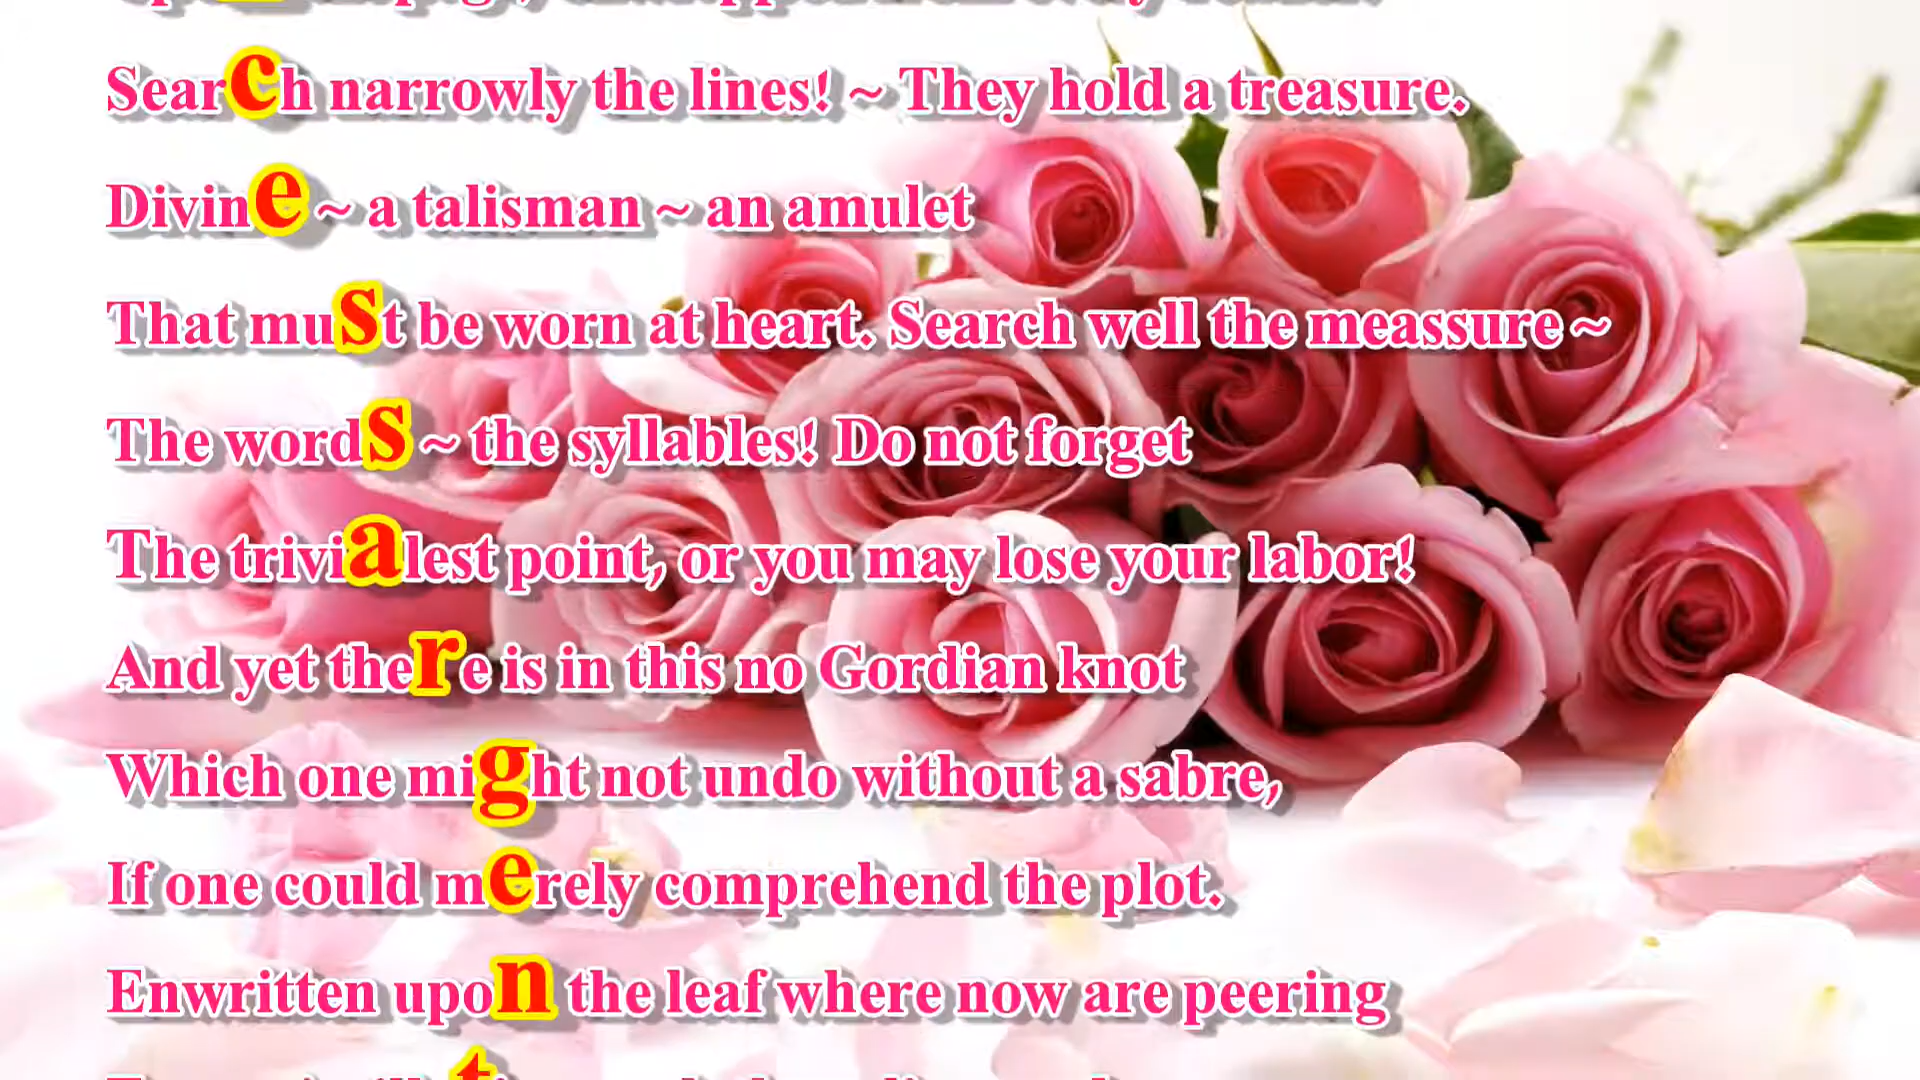 Search narrowly the lines! ~ They hold a treasure.
Divine ~ a talisman ~ an amulet
That must be worn at heart. Search well the meassure ~
The words ~ the syllables! Do not forget
The trivialest point, or you may lose your labor!
And yet there is in this no Gordian knot
Which one might not undo without a sabre,
If one could merely comprehend the plot.
Enwritten upon the leaf where now are peering